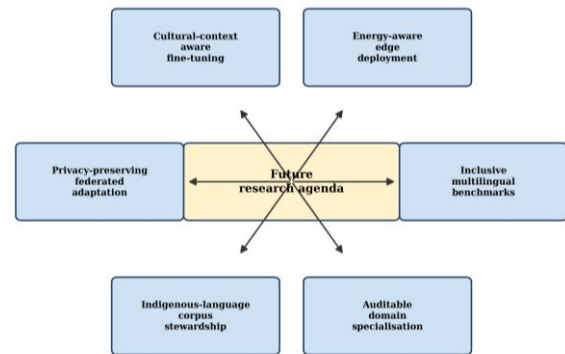 Cultural-context
aware
fine-tuning
Energy-aware
edge
deployment
Privacy-preserving
federated
adaptation
Future
research agenda
Inclusive
multilingual
benchmarks
Indigenous-language
corpus
stewardship
Auditable
domain
specialisation